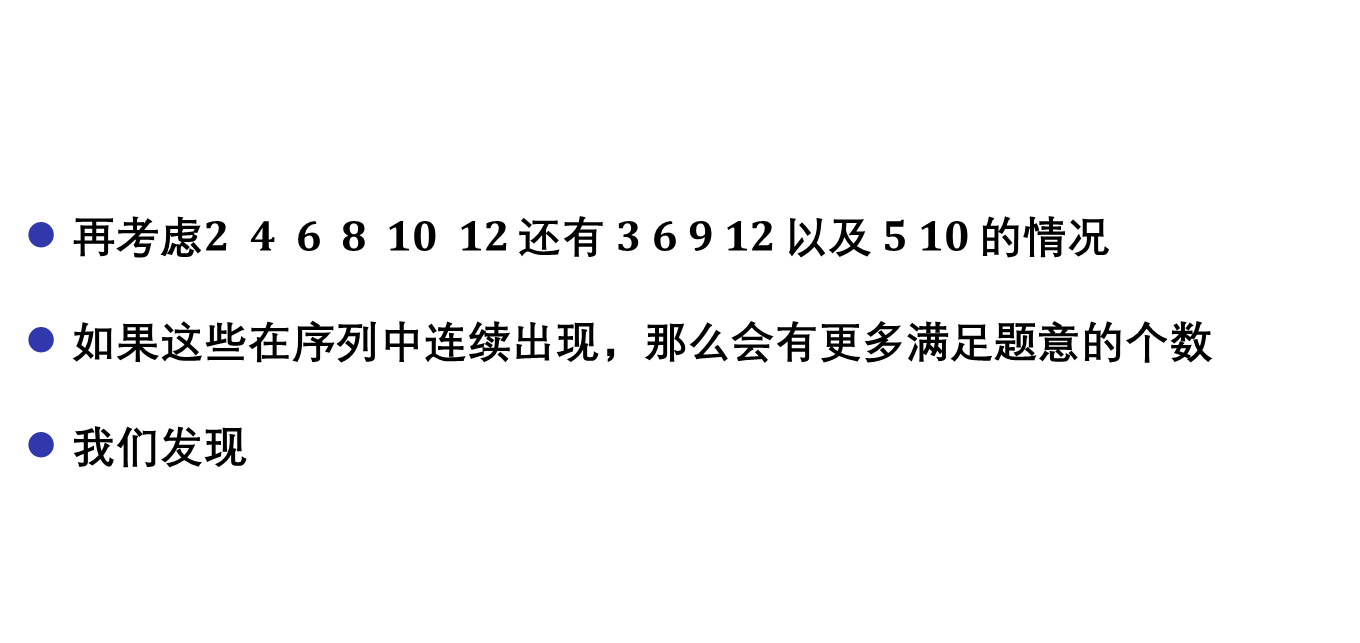 再考虑2 4 6 8 10 12 还有 3 6 9 12 以及 5 10 的情况
如果这些在序列中连续出现，那么会有更多满足题意的个数
我们发现